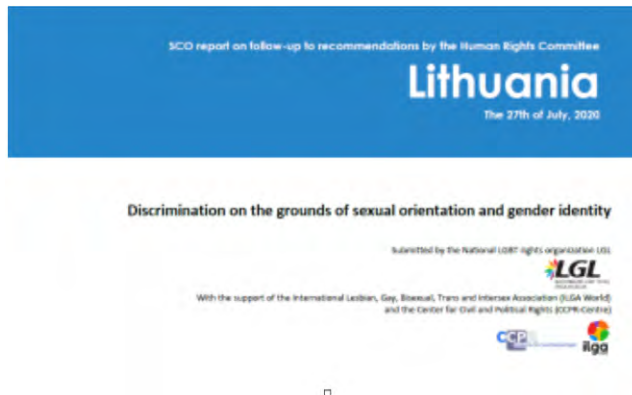 SCO report on follow-up to recommendations by the Human Rights Committee
Lithuania
The 27th of July, 2020
Discrimination on the grounds of sexual orientation and gender identity
Submitted by the National LGBT rights organization LGL
LGL
With the support of the International Lesbian, Gay, Bisexual, Trans and Intersex Association (ILGA World)
and the Center for Civil and Political Rights (CCPR-Centre)
CCP
ilga